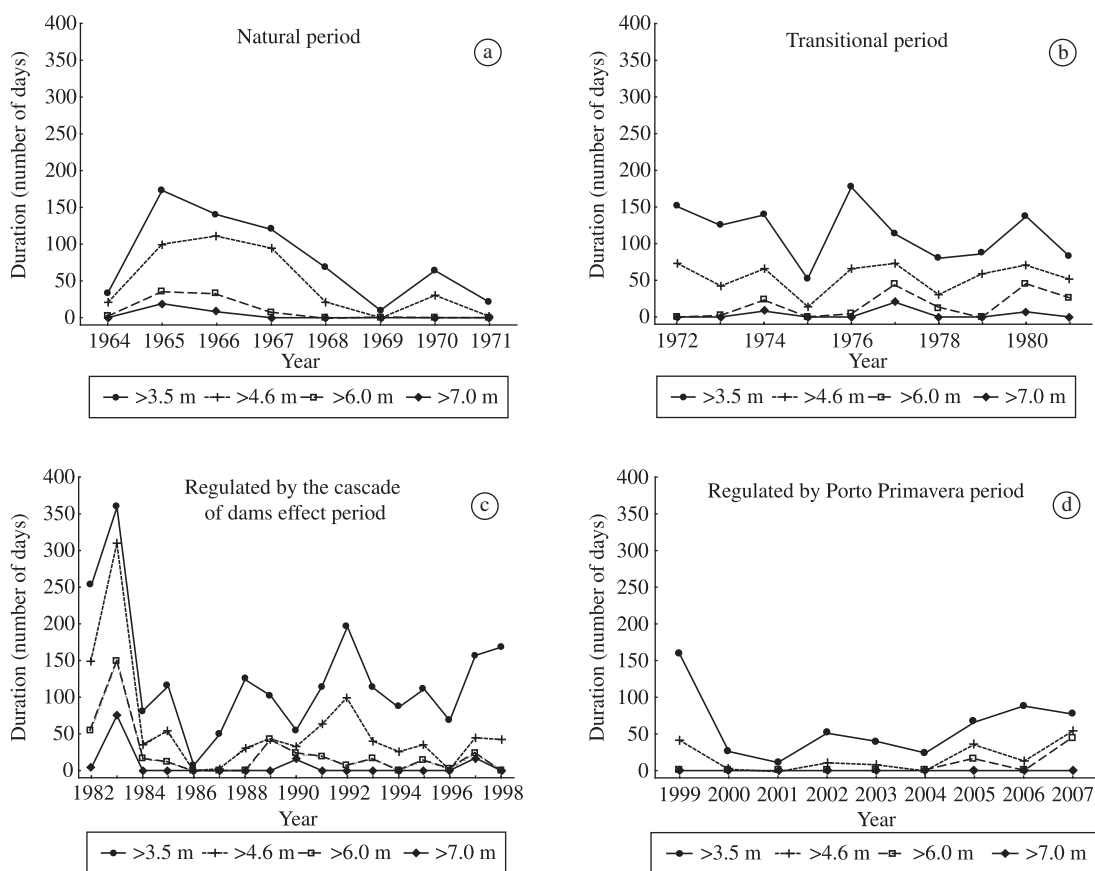 Natural period
a
Duration (number of days)
400
350
300
250
200
150
100
50
0
1964 1965 1966 1967 1968 1969 1970 1971
Year
>3.5 m >4.6 m >6.0 m >7.0 m
Transitional period
b
Duration (number of days)
400
350
300
250
200
150
100
50
0
1972 1974 1976 1978 1980
Year
>3.5 m >4.6 m >6.0 m >7.0 m
Regulated by the cascade
of dams effect period
c
Duration (number of days)
400
350
300
250
200
150
100
50
0
1982 1984 1986 1988 1990 1992 1994 1996 1998
Year
>3.5 m >4.6 m >6.0 m >7.0 m
Regulated by Porto Primavera period
d
Duration (number of days)
400
350
300
250
200
150
100
50
0
1999 2000 2001 2002 2003 2004 2005 2006 2007
Year
>3.5 m >4.6 m >6.0 m >7.0 m